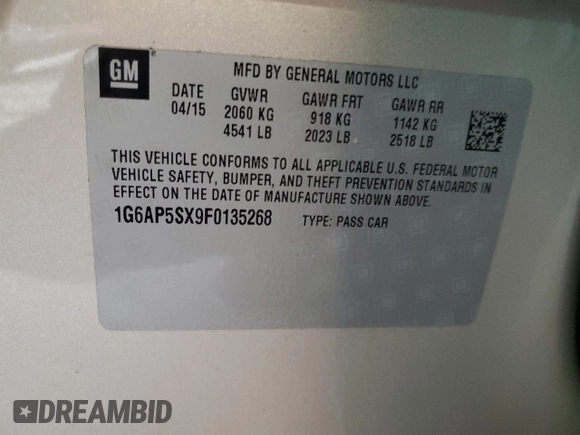 GM
MFD BY GENERAL MOTORS LLC
DATE GVWR GAWR FRT GAWR RR
04/15 2060 KG 918 KG 1142 KG
4541 LB 2023 LB 2518 LB
THIS VEHICLE CONFORMS TO ALL APPLICABLE U.S. FEDERAL MOTOR
VEHICLE SAFETY, BUMPER, AND THEFT PREVENTION STANDARDS IN
EFFECT ON THE DATE OF MANUFACTURE SHOWN ABOVE.
1G6AP5SX9F0135268 TYPE: PASS CAR
DREAMBID